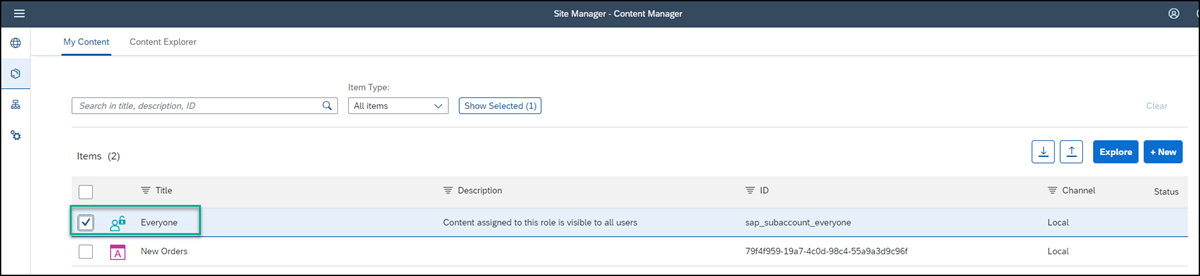 Site Manager - Content Manager
My Content Content Explorer
Item Type:
Search in title, description, ID All items Show Selected (1) Clear
Items (2) Explore + New
Title Description ID Channel Status
Everyone Content assigned to this role is visible to all users sap_subaccount_everyone Local
A New Orders 79f4f959-19a7-4c0d-98c4-55a9a3d9c96f Local